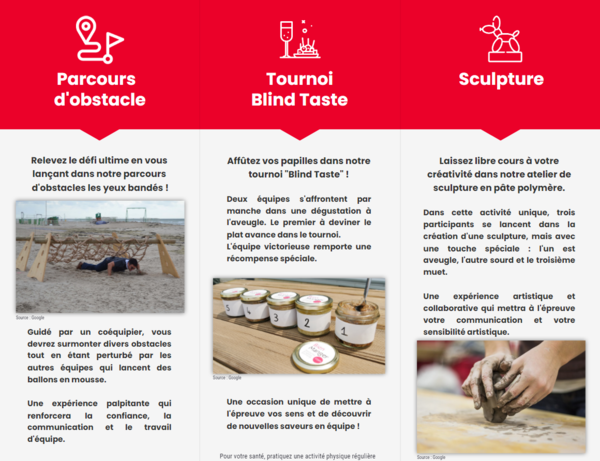 Parcours
d'obstacle
Relevez le défi ultime en vous
lançant dans notre parcours
d'obstacles les yeux bandés !
Source : Google
Guidé par un coéquipier, vous
devrez surmonter divers obstacles
tout en étant perturbé par les
autres équipes qui lancent des
ballons en mousse.
Une expérience palpitante qui
renforcera la confiance, la
communication et le travail
d'équipe.
Tournoi
Blind Taste
Affûtez vos papilles dans notre
tournoi "Blind Taste" !
Deux équipes s'affrontent par
manche dans une dégustation à
l'aveugle. Le premier à deviner le
plat avance dans le tournoi.
L'équipe victorieuse remporte une
récompense spéciale.
5
4
3
2
1
Source : Google
Une occasion unique de mettre à
l'épreuve vos sens et de découvrir
de nouvelles saveurs en équipe !
Pour votre santé, pratiquez une activité physique régulière
Sculpture
Laissez libre cours à votre
créativité dans notre atelier de
sculpture en pâte polymère.
Dans cette activité unique, trois
participants se lancent dans la
création d'une sculpture, mais avec
une touche spéciale : l'un est
aveugle, l'autre sourd et le troisième
muet.
Une expérience artistique et
collaborative qui mettra à l'épreuve
votre communication et votre
sensibilité artistique.
Source : Google